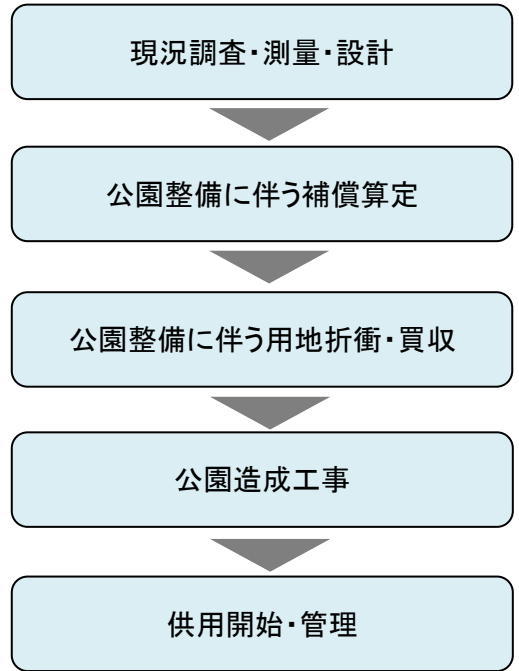 現況調査・測量・設計
公園整備に伴う補償算定
公園整備に伴う用地折衝・買収
公園造成工事
供用開始・管理